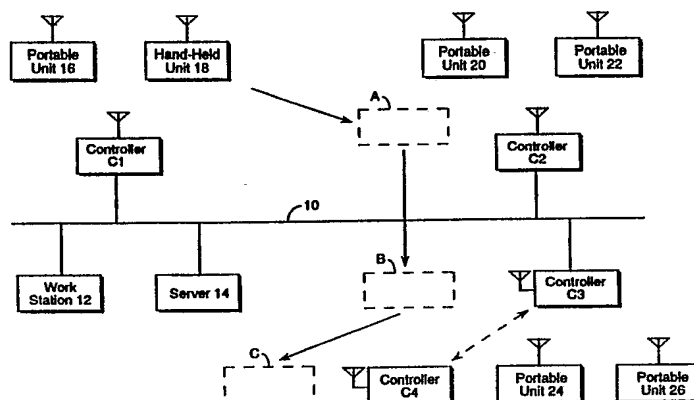 Portable
Unit 16
Hand-Held
Unit 18
Portable
Unit 20
Portable
Unit 22
A
Controller
C1
Controller
C2
10
B
Work
Station 12
Server 14
Controller
C3
C
Controller
C4
Portable
Unit 24
Portable
Unit 26